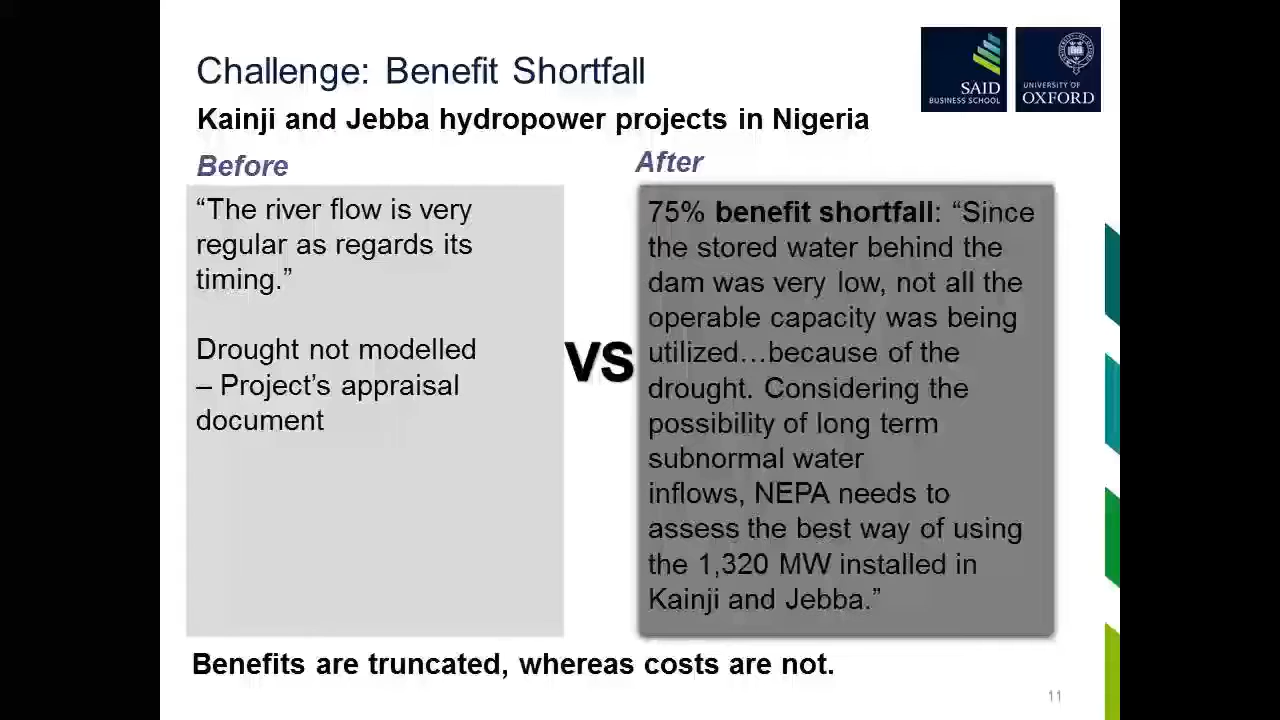 Challenge: Benefit Shortfall
SAID
BUSINESS SCHOOL
UNIVERSITY OF
OXFORD
Kainji and Jebba hydropower projects in Nigeria
Before
“The river flow is very
regular as regards its
timing.”
Drought not modelled
– Project’s appraisal
document
VS
After
75% benefit shortfall: “Since
the stored water behind the
dam was very low, not all the
operable capacity was being
utilized…because of the
drought. Considering the
possibility of long term
subnormal water
inflows, NEPA needs to
assess the best way of using
the 1,320 MW installed in
Kainji and Jebba.”
Benefits are truncated, whereas costs are not.
11